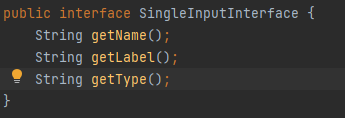 public interface SingleInputInterface {
    String getName();
    String getLabel();
    String getType();
}